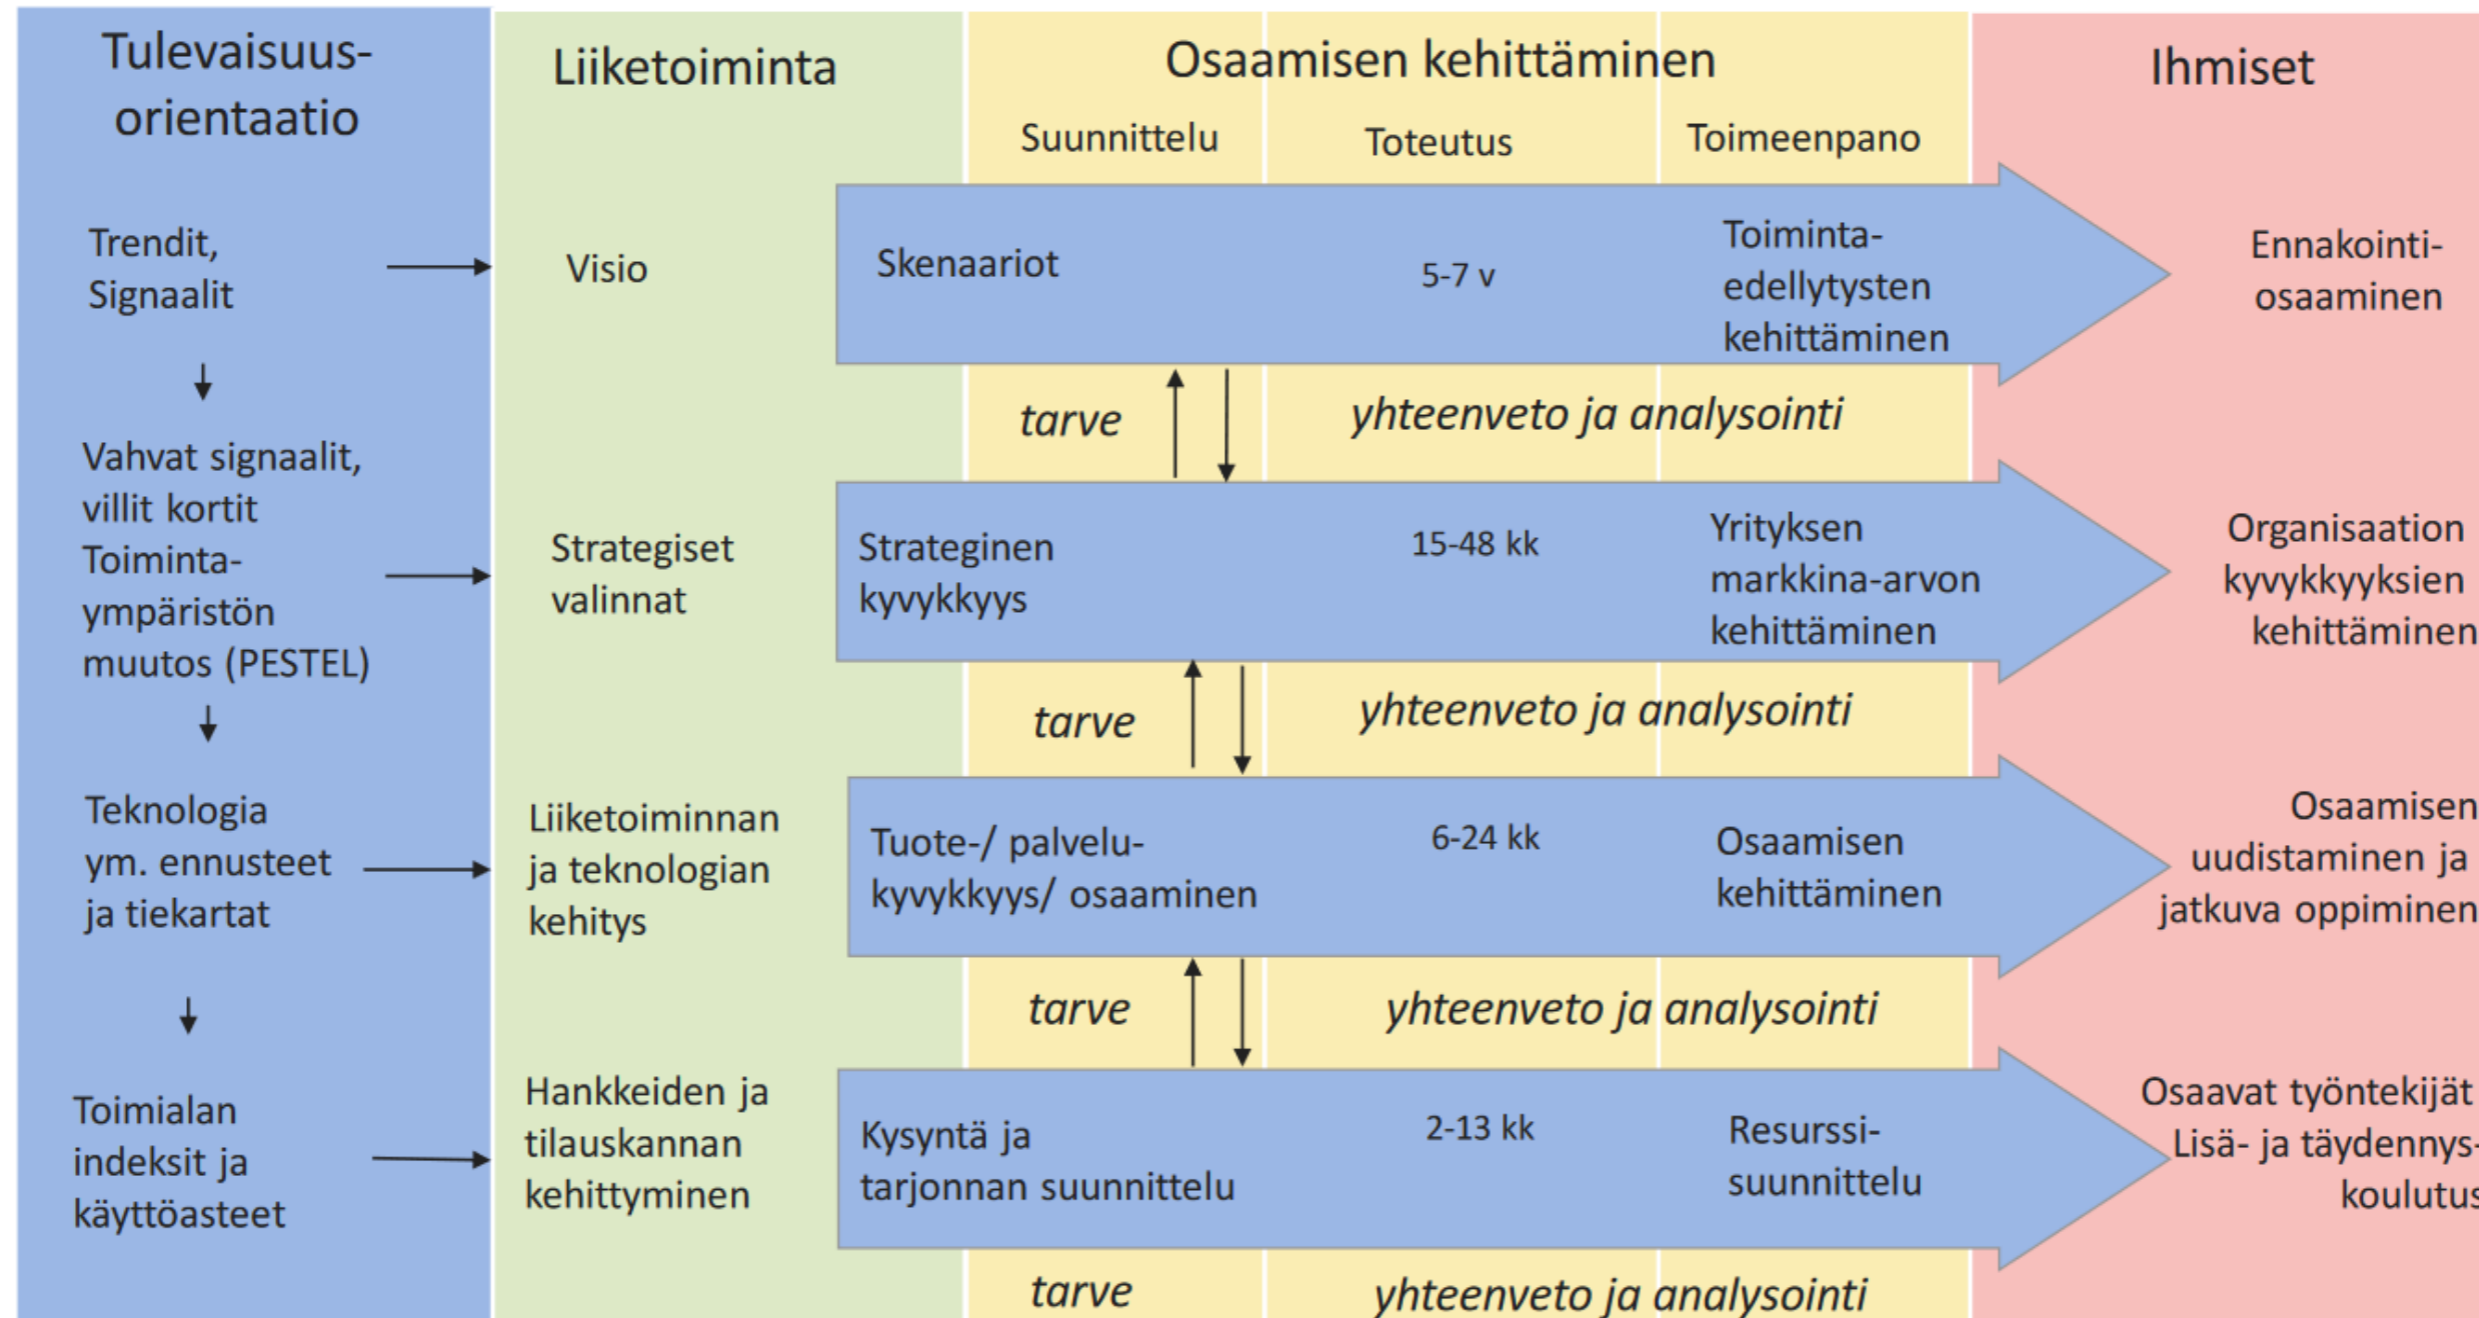 Tulevaisuus-
orientaatio
Liiketoiminta
Osaamisen kehittäminen
Ihmiset
Suunnittelu
Toteutus
Toimeenpano
Trendit,
Signaalit
Visio
Skenaariot
5-7 v
Toiminta-
edellytysten
kehittäminen
Ennakointi-
osaaminen
tarve
yhteenveto ja analysointi
Vahvat signaalit,
villit kortit
Toiminta-
ympäristön
muutos (PESTEL)
Strategiset
valinnat
Strateginen
kyvykkyys
15-48 kk
Yrityksen
markkina-arvon
kehittäminen
Organisaation
kyvykkyyksien
kehittäminen
tarve
yhteenveto ja analysointi
Teknologia
ym. ennusteet
ja tiekartat
Liiketoiminnan
ja teknologian
kehitys
Tuote-/ palvelu-
kyvykkyys/ osaaminen
6-24 kk
Osaamisen
kehittäminen
Osaamisen
uudistaminen ja
jatkuva oppiminen
tarve
yhteenveto ja analysointi
Toimialan
indeksit ja
käyttöasteet
Hankkeiden ja
tilauskannan
kehittyminen
Kysyntä ja
tarjonnan suunnittelu
2-13 kk
Resurssi-
suunnittelu
Osaavat työntekijät
Lisä- ja täydennys-
koulutus
tarve
yhteenveto ja analysointi